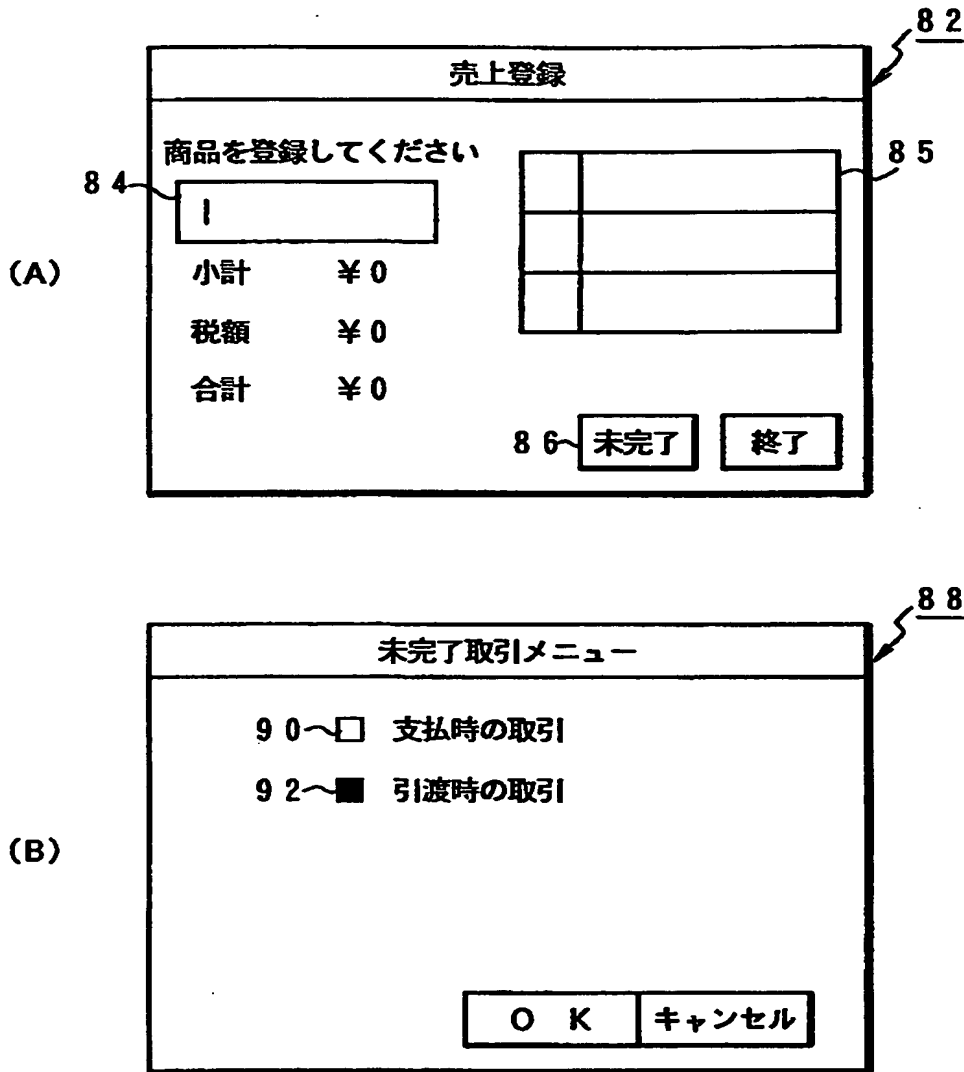 ８２
売上登録
商品を登録してください
８４
８５
(A)
小計 ￥０
税額 ￥０
合計 ￥０
８６ 未完了 終了
８８
未完了取引メニュー
９０ 支払時の取引
９２ 引渡時の取引
(B)
ＯＫ キャンセル